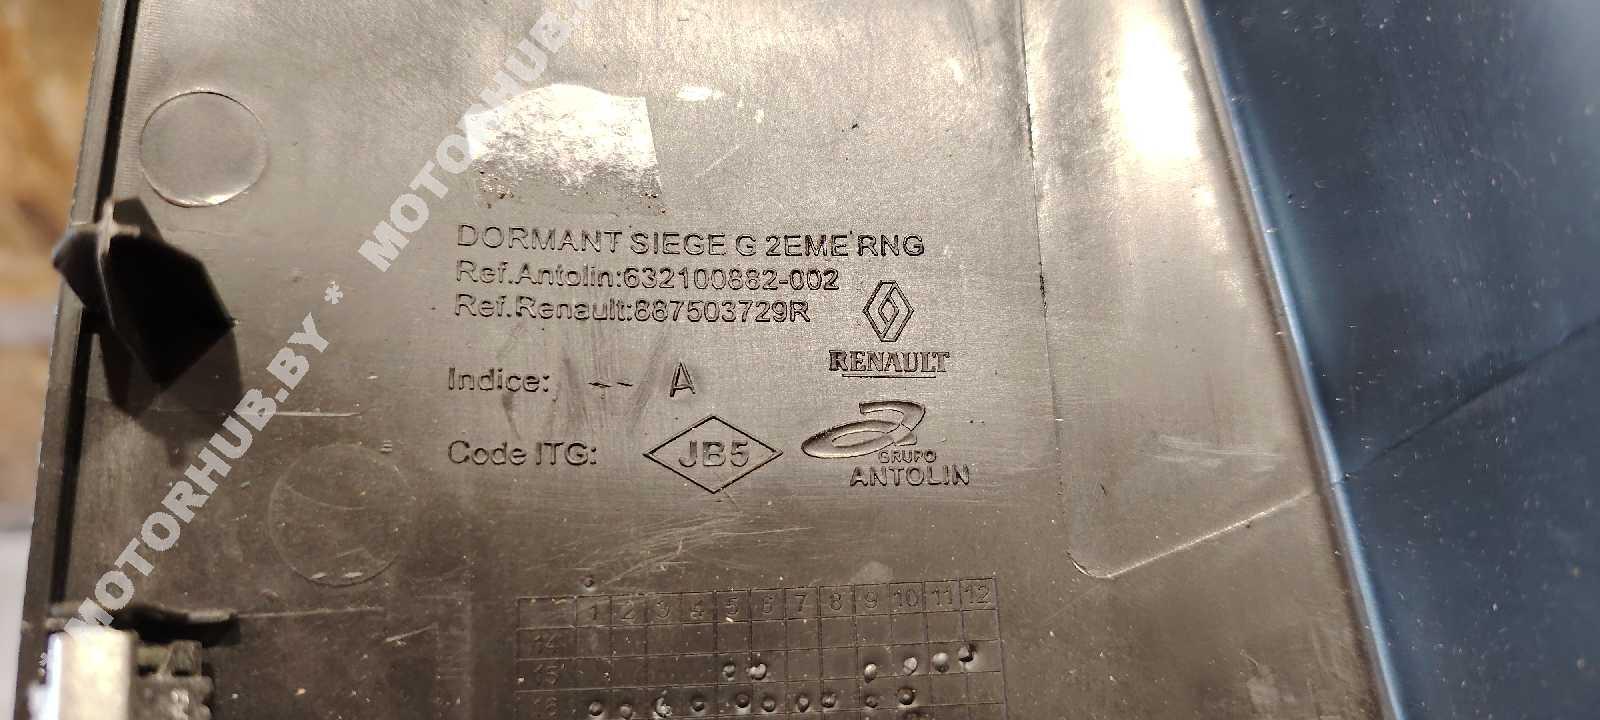 DORMANT SIEGE G 2EME RNG
Ref.Antolin:632100882-002
Ref.Renault:887503729R
RENAULT
Indice: -- A
Code ITG: JB5
GRUPO
ANTOLIN
1 2 3 4 5 6 7 8 9 10 11 12
14
15
16
* MOTORHUB.BY * MOTORHUB.BY